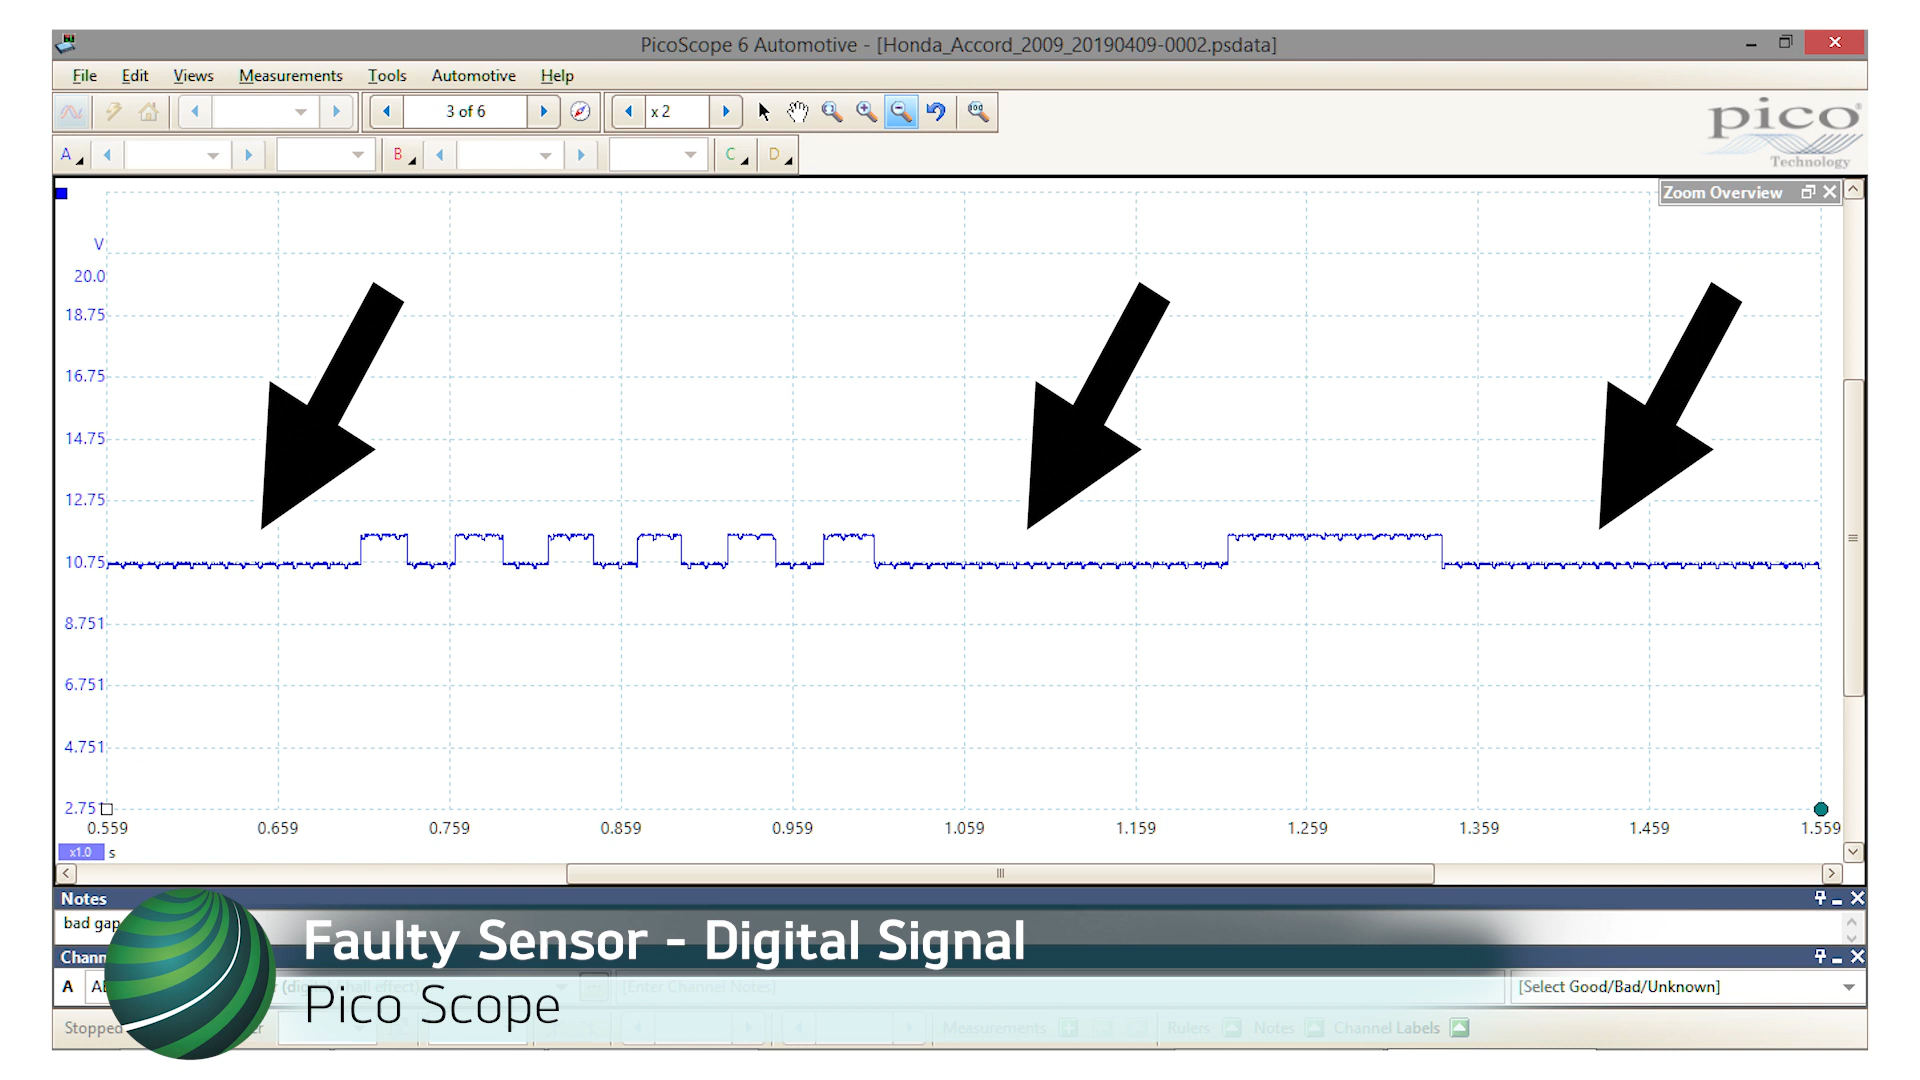 PicoScope 6 Automotive - [Honda_Accord_2009_20190409-0002.psdata]
File Edit Views Measurements Tools Automotive Help
3 of 6
x 2
pico
Technology
A B C D
Zoom Overview
V
20.0
18.75
16.75
14.75
12.75
10.75
8.751
6.751
4.751
2.751
0.559 0.659 0.759 0.859 0.959 1.059 1.159 1.259 1.359 1.459 1.559
x1.0 s
Notes
bad gap
Faulty Sensor - Digital Signal
Chann
A [Enter Channel Notes] [Select Good/Bad/Unknown]
Pico Scope
Stopped Measurements Rulers Notes Channel Labels